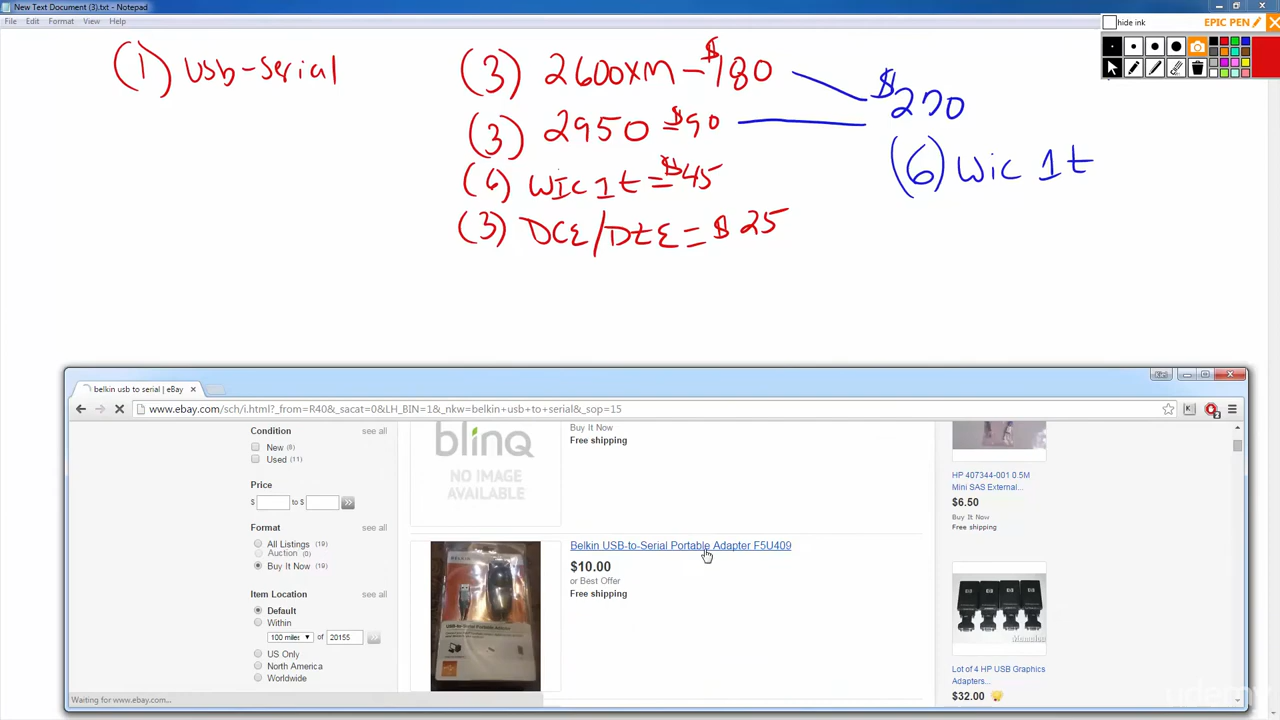 New Text Document (3).txt - Notepad
File Edit Format View Help
hide ink
EPIC PEN
(1) USB-Serial
(3) 2600XM - $180
(3) 2950 = $90
(6) WIC 1t = $45
(3) DCE/DTE = $25
$270
(6) WIC 1t
belkin usb to serial | eBay
www.ebay.com/sch/i.html?_from=R40&_sacat=0&LH_BIN=1&_nkw=belkin+usb+to+serial&_sop=15
Condition see all
New (8)
Used (11)
Price
$ to $
Format see all
All Listings (19)
Auction (0)
Buy It Now (19)
Item Location see all
Default
Within
100 miles of 20155
US Only
North America
Worldwide
blinq
NO IMAGE
AVAILABLE
Buy It Now
Free shipping
Belkin USB-to-Serial Portable Adapter F5U409
$10.00
or Best Offer
Free shipping
BELKIN
USB-to-Serial Portable Adapter
HP 407344-001 0.5M
Mini SAS External...
$6.50
Buy It Now
Free shipping
Lot of 4 HP USB Graphics
Adapters...
$32.00
Waiting for www.ebay.com...
udemy